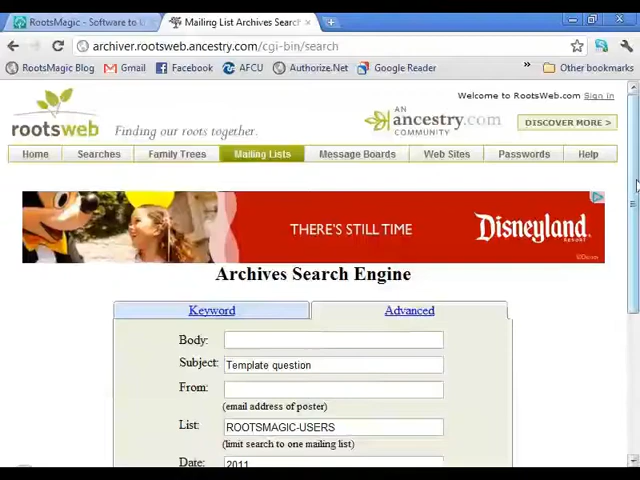 RootsMagic - Software to U
Mailing List Archives Searc
archiver.rootsweb.ancestry.com/cgi-bin/search
RootsMagic Blog Gmail Facebook AFCU Authorize.Net Google Reader » Other bookmarks
Welcome to RootsWeb.com Sign In
rootsweb Finding our roots together.
AN ancestry.com COMMUNITY
DISCOVER MORE >
Home Searches Family Trees Mailing Lists Message Boards Web Sites Passwords Help
THERE'S STILL TIME Disneyland RESORT
Archives Search Engine
Keyword Advanced
Body:
Subject: Template question
From:
(email address of poster)
List: ROOTSMAGIC-USERS
(limit search to one mailing list)
Date: 2011